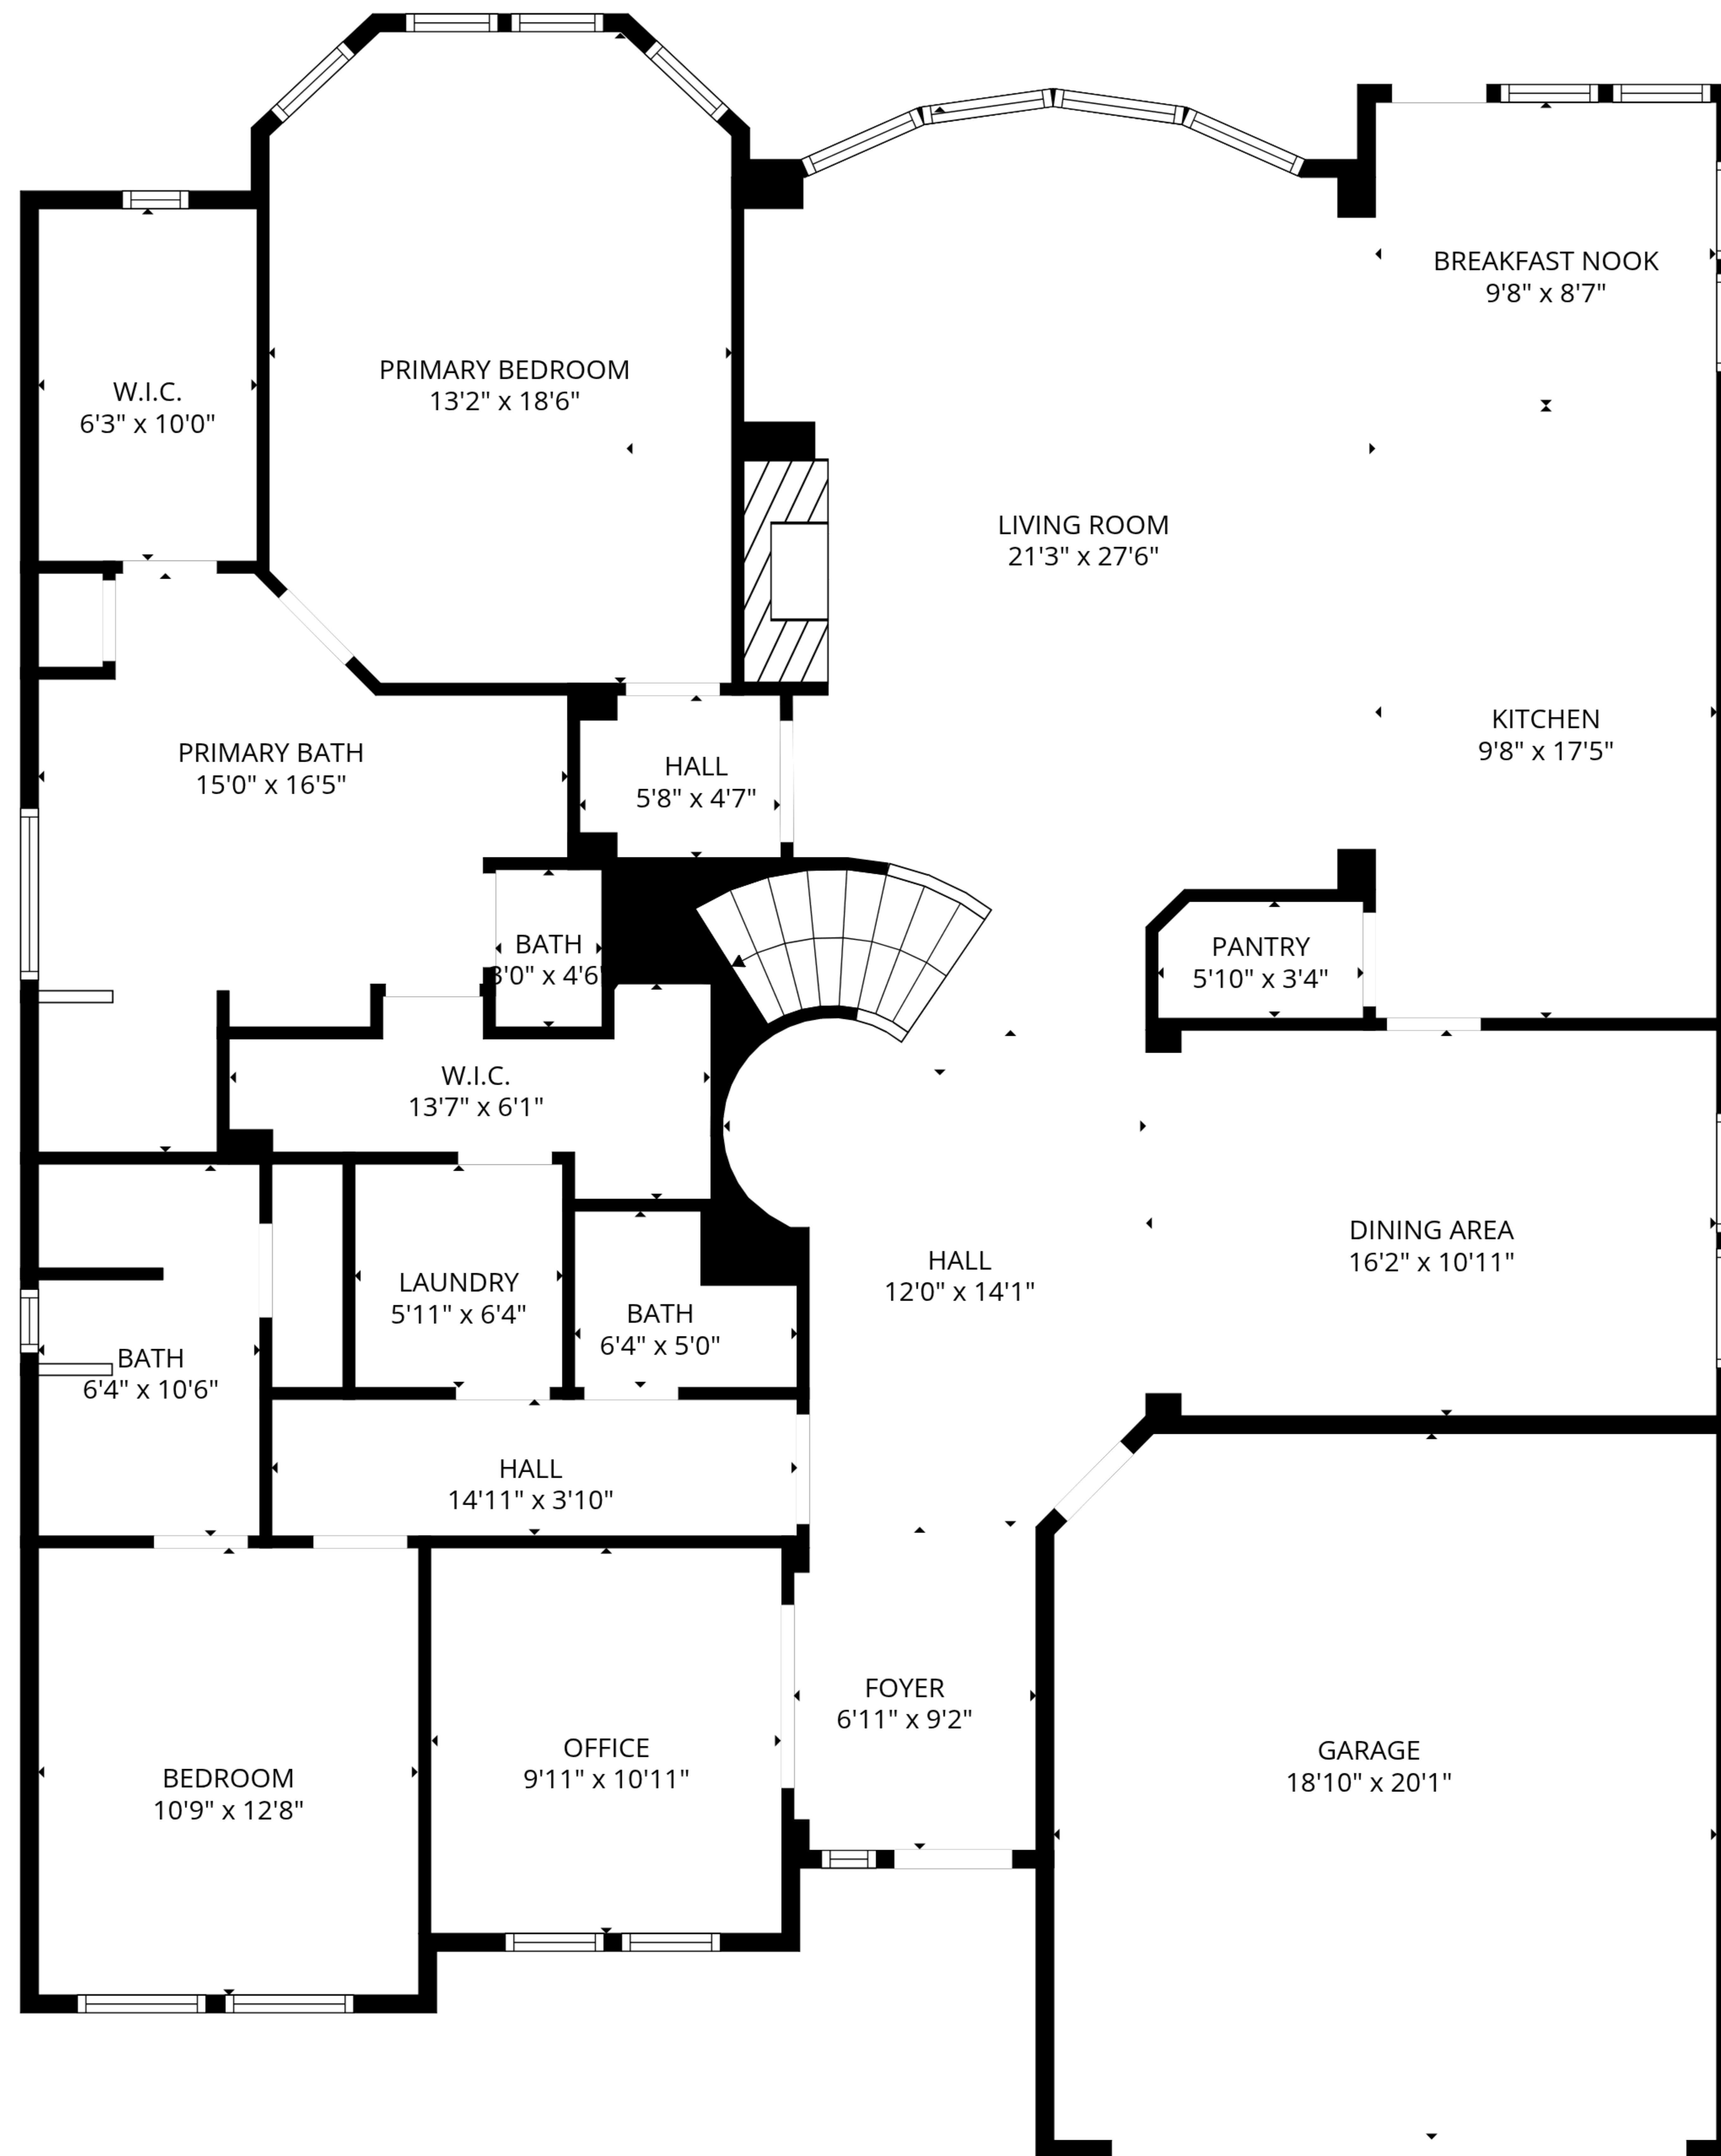 BREAKFAST NOOK
9'8" x 8'7"
PRIMARY BEDROOM
13'2" x 18'6"
W.I.C.
6'3" x 10'0"
LIVING ROOM
21'3" x 27'6"
KITCHEN
9'8" x 17'5"
PRIMARY BATH
15'0" x 16'5"
HALL
5'8" x 4'7"
BATH
3'0" x 4'6"
PANTRY
5'10" x 3'4"
W.I.C.
13'7" x 6'1"
DINING AREA
16'2" x 10'11"
HALL
12'0" x 14'1"
LAUNDRY
5'11" x 6'4"
BATH
6'4" x 5'0"
BATH
6'4" x 10'6"
HALL
14'11" x 3'10"
FOYER
6'11" x 9'2"
OFFICE
9'11" x 10'11"
GARAGE
18'10" x 20'1"
BEDROOM
10'9" x 12'8"